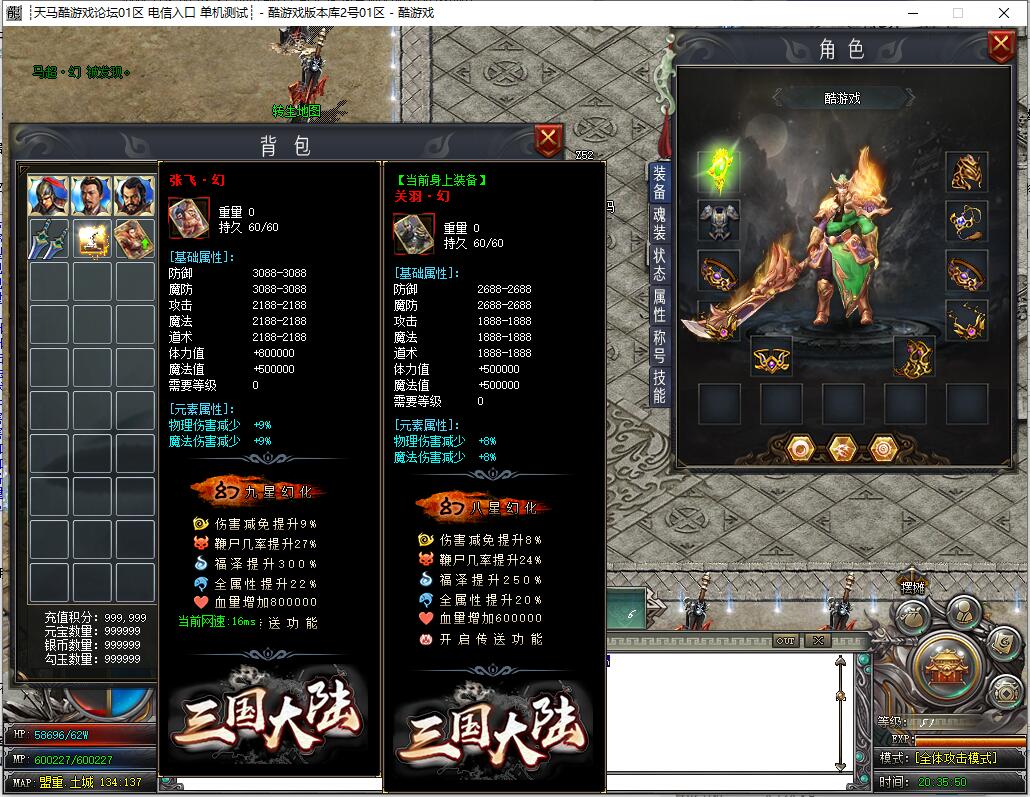 天马酷游戏论坛01区 电信入口 单机测试 - 酷游戏版本库2号01区 - 酷游戏
马超·幻 被发现。
转生地图
背 包
Z52
张飞·幻
重量 0
持久 60/60
[基础属性]:
防御 3088-3088
魔防 3088-3088
攻击 2188-2188
魔法 2188-2188
道术 2188-2188
体力值 +800000
魔法值 +500000
需要等级 0
[元素属性]:
物理伤害减少 +9%
魔法伤害减少 +9%
幻 九星幻化
伤害减免提升9%
鞭尸几率提升27%
福泽提升300%
全属性提升22%
血量增加800000
当前网速:16ms 送功能
三国大陆
【当前身上装备】
关羽·幻
重量 0
持久 60/60
[基础属性]:
防御 2688-2688
魔防 2688-2688
攻击 1888-1888
魔法 1888-1888
道术 1888-1888
体力值 +600000
魔法值 +500000
需要等级 0
[元素属性]:
物理伤害减少 +8%
魔法伤害减少 +8%
幻 八星幻化
伤害减免提升8%
鞭尸几率提升24%
福泽提升250%
全属性提升20%
血量增加600000
开启传送功能
三国大陆
充值积分: 999,999
元宝数量: 999999
银币数量: 999999
勾玉数量: 999999
HP: 58696/62W
MP: 600227/600227
MAP: 盟重.土城 134:137
角 色
酷游戏
装备
魂装
状态
属性
称号
技能
摆摊
OUT
等级:
EXP:
模式: [全体攻击模式]
时间: 20:35:50